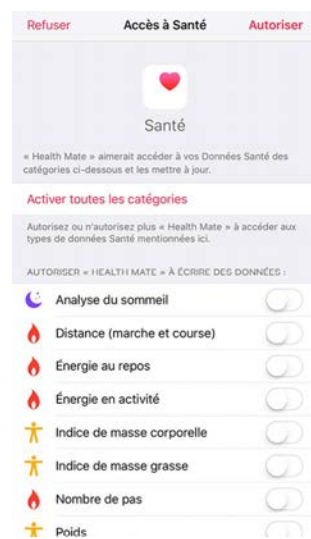 Refuser Accès à Santé Autoriser
Santé
« Health Mate » aimerait accéder à vos Données Santé des
catégories ci-dessous et les mettre à jour.
Activer toutes les catégories
Autorisez ou n'autorisez plus « Health Mate » à accéder aux
types de données Santé mentionnées ici.
AUTORISER « HEALTH MATE » À ÉCRIRE DES DONNÉES :
Analyse du sommeil
Distance (marche et course)
Énergie au repos
Énergie en activité
Indice de masse corporelle
Indice de masse grasse
Nombre de pas
Poids